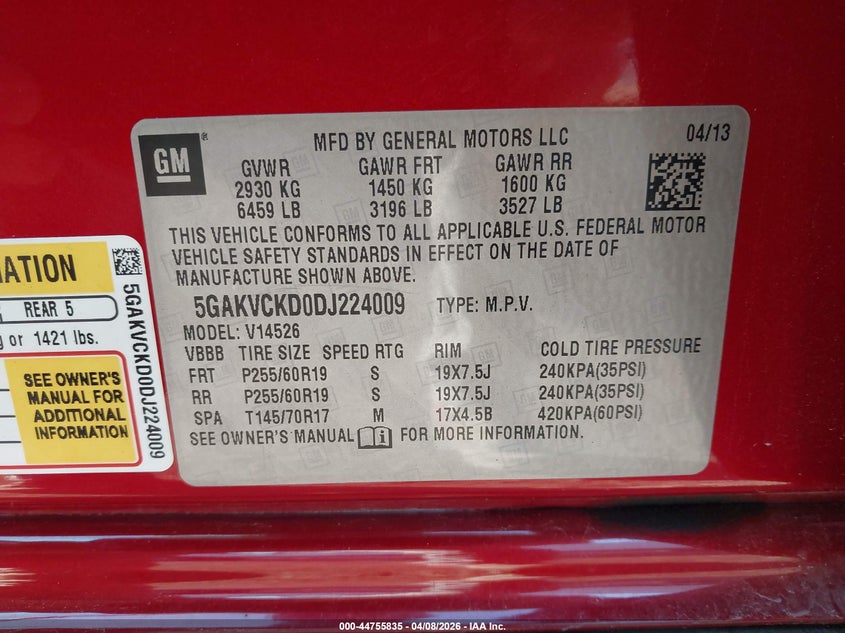 GM
MFD BY GENERAL MOTORS LLC
04/13
GVWR GAWR FRT GAWR RR
2930 KG 1450 KG 1600 KG
6459 LB 3196 LB 3527 LB
THIS VEHICLE CONFORMS TO ALL APPLICABLE U.S. FEDERAL MOTOR
VEHICLE SAFETY STANDARDS IN EFFECT ON THE DATE OF
MANUFACTURE SHOWN ABOVE.
5GAKVCKD0DJ224009 TYPE: M.P.V.
MODEL: V14526
VBBB TIRE SIZE SPEED RTG RIM COLD TIRE PRESSURE
FRT P255/60R19 S 19X7.5J 240KPA(35PSI)
RR P255/60R19 S 19X7.5J 240KPA(35PSI)
SPA T145/70R17 M 17X4.5B 420KPA(60PSI)
SEE OWNER'S MANUAL FOR MORE INFORMATION.
REAR 5
or 1421 lbs.
SEE OWNER'S
MANUAL FOR
ADDITIONAL
INFORMATION
5GAKVCKD0DJ224009
000-44755835 - 04/08/2026 - IAA Inc.